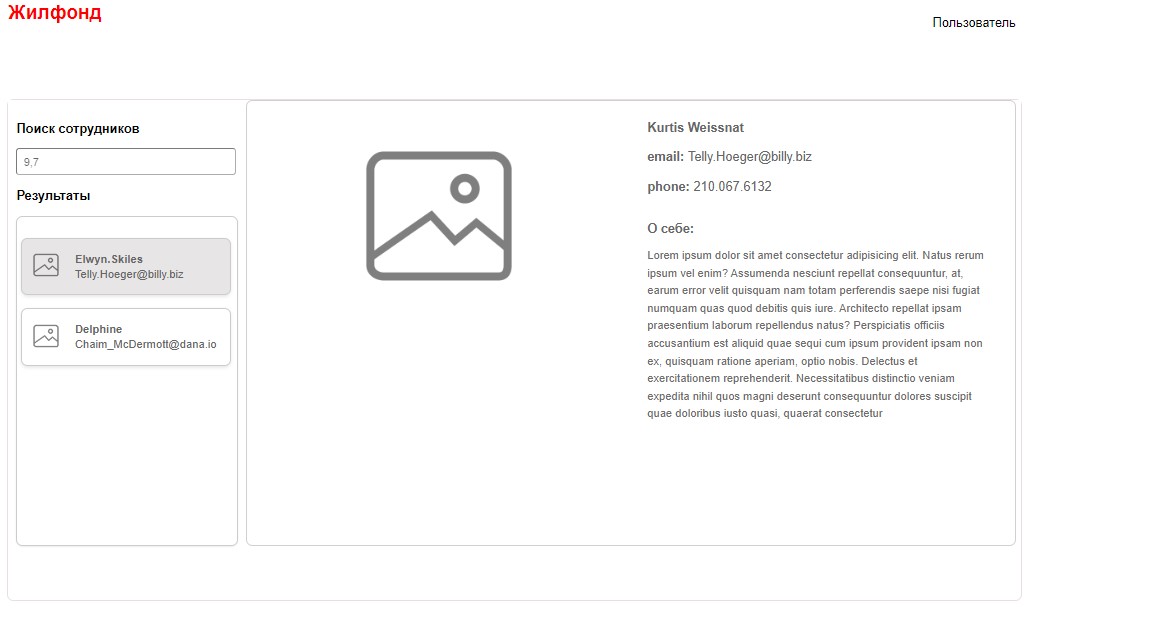 Жилфонд
Пользователь
Поиск сотрудников
9,7
Результаты
Elwyn.Skiles
Telly.Hoeger@billy.biz
Delphine
Chaim_McDermott@dana.io
Kurtis Weissnat
email: Telly.Hoeger@billy.biz
phone: 210.067.6132
О себе:
Lorem ipsum dolor sit amet consectetur adipisicing elit. Natus rerum
ipsum vel enim? Assumenda nesciunt repellat consequuntur, at,
earum error velit quisquam nam totam perferendis saepe nisi fugiat
numquam quas quod debitis quis iure. Architecto repellat ipsam
praesentium laborum repellendus natus? Perspiciatis officiis
accusantium est aliquid quae sequi cum ipsum provident ipsam non
ex, quisquam ratione aperiam, optio nobis. Delectus et
exercitationem reprehenderit. Necessitatibus distinctio veniam
expedita nihil quos magni deserunt consequuntur dolores suscipit
quae doloribus iusto quasi, quaerat consectetur